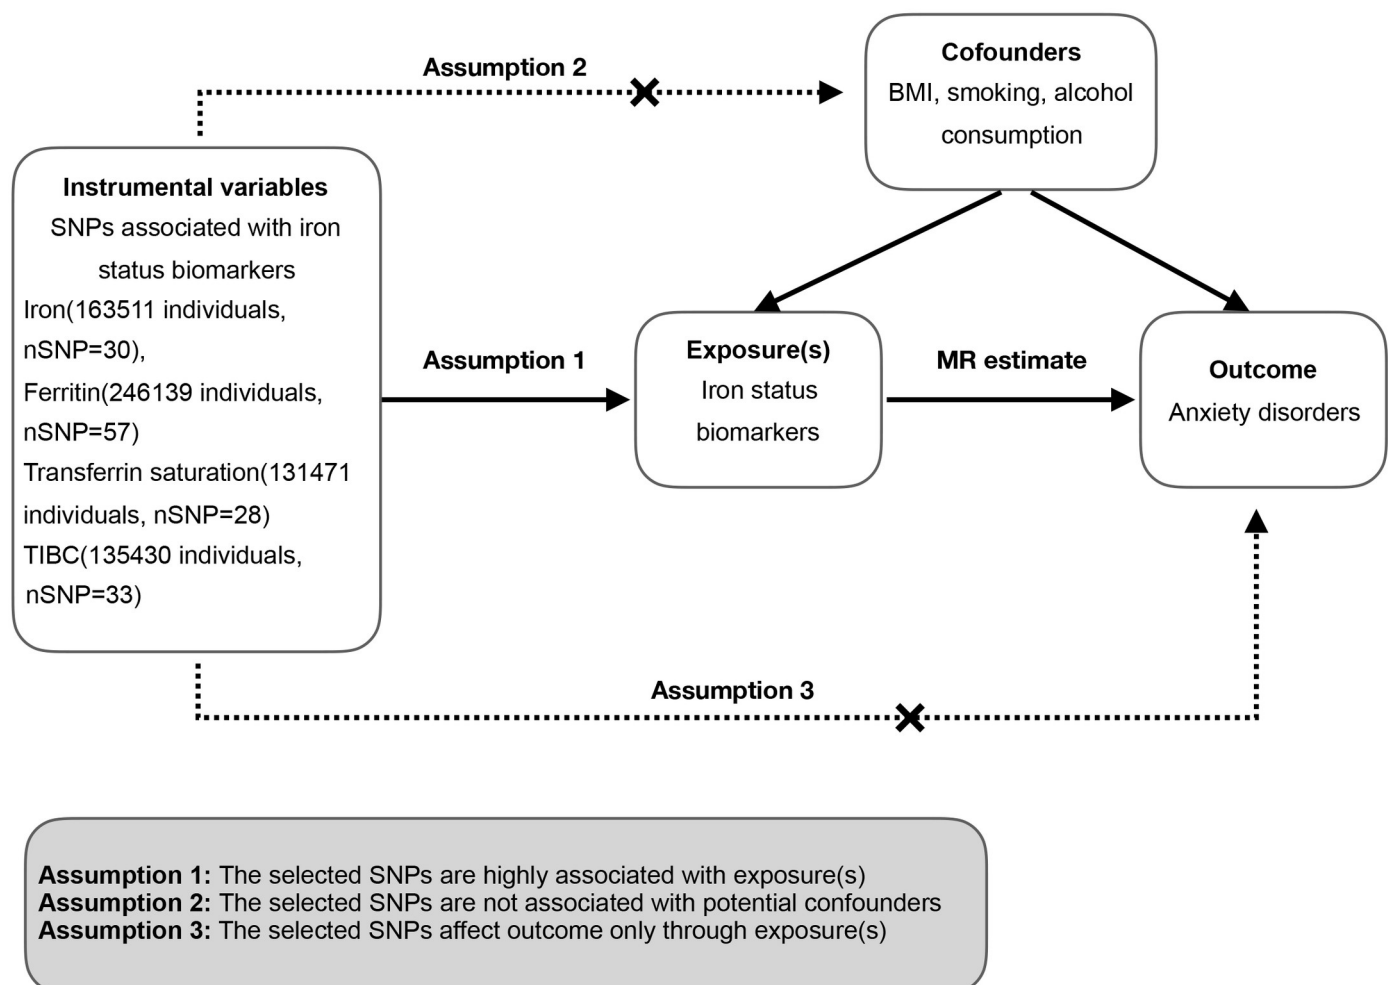 Assumption 2
Cofounders
BMI, smoking, alcohol
consumption
Instrumental variables
SNPs associated with iron
status biomarkers
Iron(163511 individuals,
nSNP=30),
Ferritin(246139 individuals,
nSNP=57)
Transferrin saturation(131471
individuals, nSNP=28)
TIBC(135430 individuals,
nSNP=33)
Assumption 1
Exposure(s)
Iron status
biomarkers
MR estimate
Outcome
Anxiety disorders
Assumption 3
Assumption 1: The selected SNPs are highly associated with exposure(s)
Assumption 2: The selected SNPs are not associated with potential confounders
Assumption 3: The selected SNPs affect outcome only through exposure(s)